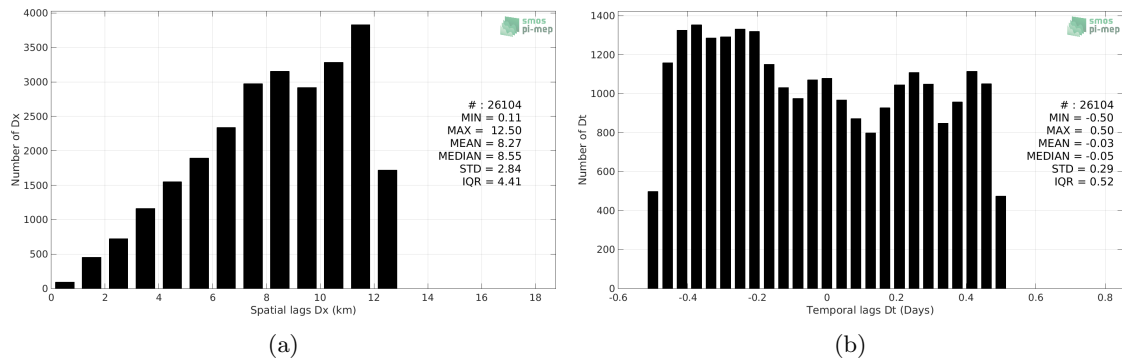 4000
3500
3000
2500
2000
1500
1000
500
0
Number of Dx
0 2 4 6 8 10 12 14 16 18
Spatial lags Dx (km)
smos
pi-mep
# : 26104
MIN = 0.11
MAX = 12.50
MEAN = 8.27
MEDIAN = 8.55
STD = 2.84
IQR = 4.41
(a)
1400
1200
1000
800
600
400
200
0
Number of Dt
-0.6 -0.4 -0.2 0 0.2 0.4 0.6 0.8
Temporal lags Dt (Days)
smos
pi-mep
# : 26104
MIN = -0.50
MAX = 0.50
MEAN = -0.03
MEDIAN = -0.05
STD = 0.29
IQR = 0.52
(b)